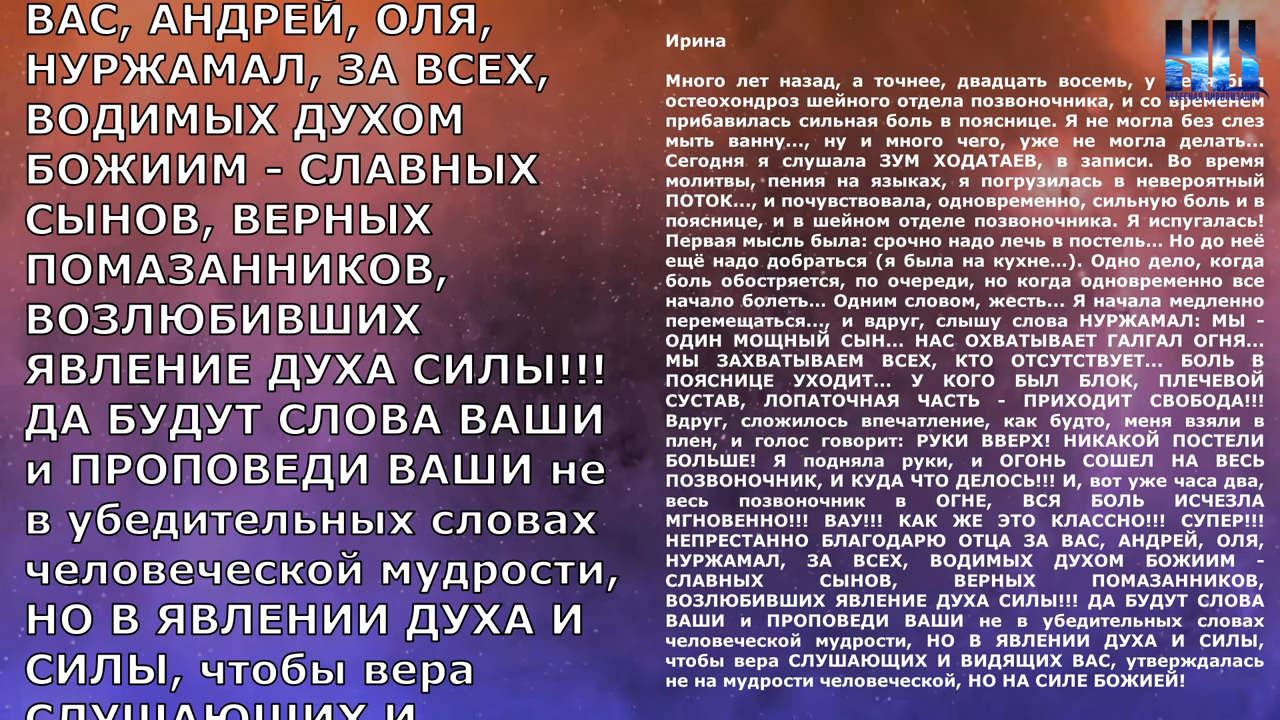 ВАС, АНДРЕЙ, ОЛЯ,
НУРЖАМАЛ, ЗА ВСЕХ,
ВОДИМЫХ ДУХОМ
БОЖИИМ - СЛАВНЫХ
СЫНОВ, ВЕРНЫХ
ПОМАЗАННИКОВ,
ВОЗЛЮБИВШИХ
ЯВЛЕНИЕ ДУХА СИЛЫ!!!
ДА БУДУТ СЛОВА ВАШИ
и ПРОПОВЕДИ ВАШИ не
в убедительных словах
человеческой мудрости,
НО В ЯВЛЕНИИ ДУХА И
СИЛЫ, чтобы вера
СЛУШАЮЩИХ И
Ирина
Много лет назад, а точнее, двадцать восемь, у
остеохондроз шейного отдела позвоночника, и со временем
прибавилась сильная боль в пояснице. Я не могла без слез
мыть ванну..., ну и много чего, уже не могла делать...
Сегодня я слушала ЗУМ ХОДАТАЕВ, в записи. Во время
молитвы, пения на языках, я погрузилась в невероятный
ПОТОК..., и почувствовала, одновременно, сильную боль и в
пояснице, и в шейном отделе позвоночника. Я испугалась!
Первая мысль была: срочно надо лечь в постель... Но до неё
ещё надо добраться (я была на кухне...). Одно дело, когда
боль обостряется, по очереди, но когда одновременно все
начало болеть... Одним словом, жесть... Я начала медленно
перемещаться..., и вдруг, слышу слова НУРЖАМАЛ: МЫ -
ОДИН МОЩНЫЙ СЫН... НАС ОХВАТЫВАЕТ ГАЛГАЛ ОГНЯ...
МЫ ЗАХВАТЫВАЕМ ВСЕХ, КТО ОТСУТСТВУЕТ... БОЛЬ В
ПОЯСНИЦЕ УХОДИТ... У КОГО БЫЛ БЛОК, ПЛЕЧЕВОЙ
СУСТАВ, ЛОПАТОЧНАЯ ЧАСТЬ - ПРИХОДИТ СВОБОДА!!!
Вдруг, сложилось впечатление, как будто, меня взяли в
плен, и голос говорит: РУКИ ВВЕРХ! НИКАКОЙ ПОСТЕЛИ
БОЛЬШЕ! Я подняла руки, и ОГОНЬ СОШЕЛ НА ВЕСЬ
ПОЗВОНОЧНИК, И КУДА ЧТО ДЕЛОСЬ!!! И, вот уже часа два,
весь позвоночник в ОГНЕ, ВСЯ БОЛЬ ИСЧЕЗЛА
МГНОВЕННО!!! ВАУ!!! КАК ЖЕ ЭТО КЛАССНО!!! СУПЕР!!!
НЕПРЕСТАННО БЛАГОДАРЮ ОТЦА ЗА ВАС, АНДРЕЙ, ОЛЯ,
НУРЖАМАЛ, ЗА ВСЕХ, ВОДИМЫХ ДУХОМ БОЖИИМ -
СЛАВНЫХ СЫНОВ, ВЕРНЫХ ПОМАЗАННИКОВ,
ВОЗЛЮБИВШИХ ЯВЛЕНИЕ ДУХА СИЛЫ!!! ДА БУДУТ СЛОВА
ВАШИ и ПРОПОВЕДИ ВАШИ не в убедительных словах
человеческой мудрости, НО В ЯВЛЕНИИ ДУХА И СИЛЫ,
чтобы вера СЛУШАЮЩИХ И ВИДЯЩИХ ВАС, утверждалась
не на мудрости человеческой, НО НА СИЛЕ БОЖИЕЙ!
НЦ
НЕБЕСНАЯ ЦИВИЛИЗАЦИЯ